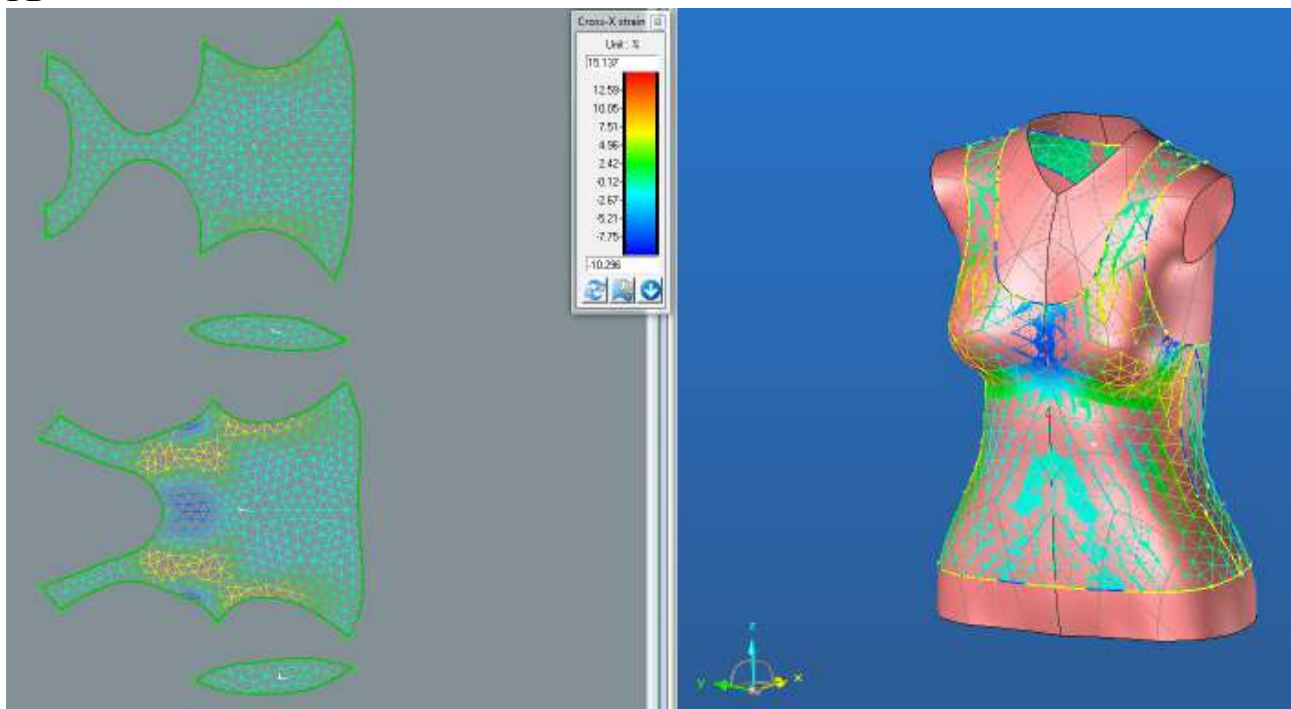 Cross-X strain
Unit : %
15.137
12.59
10.05
7.51
4.96
2.42
-0.12
-2.67
-5.21
-7.75
-10.296
z
y
x